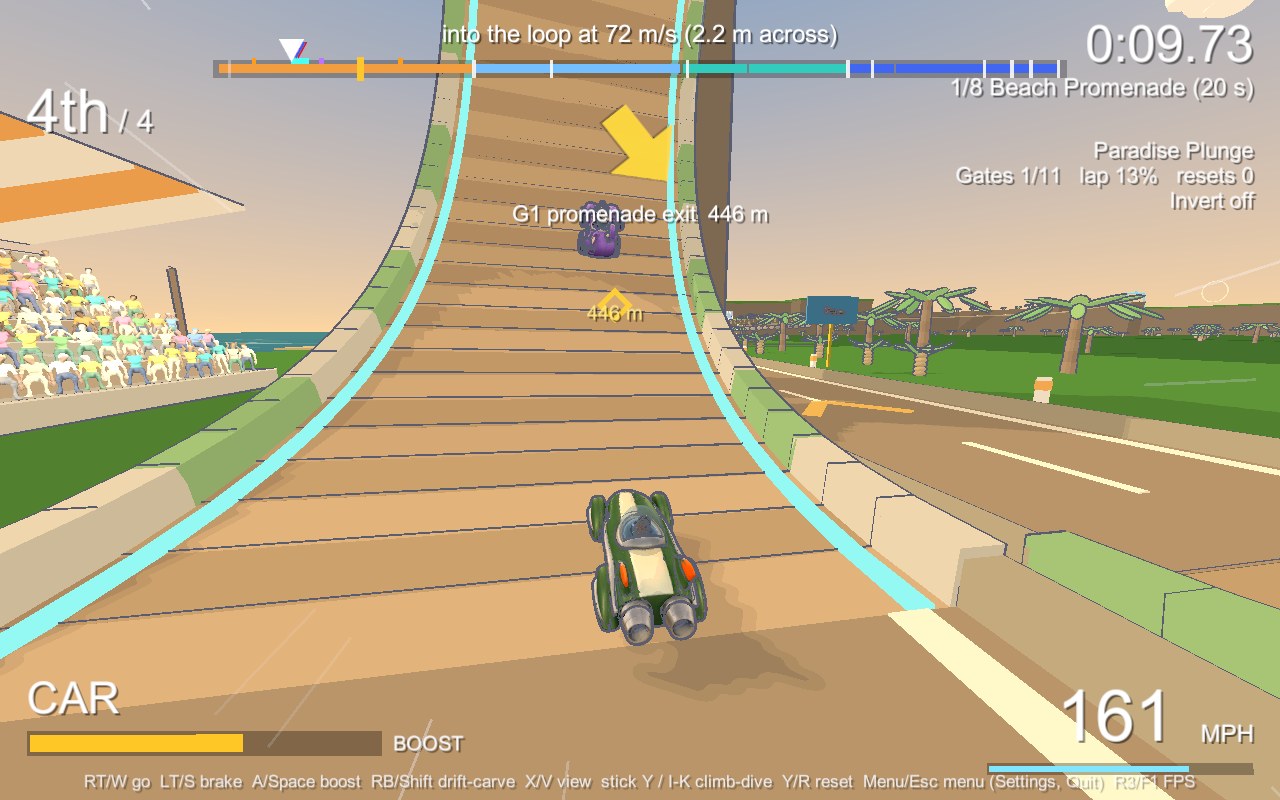 into the loop at 72 m/s (2.2 m across)
0:09.73
1/8 Beach Promenade (20 s)
4th / 4
Paradise Plunge
Gates 1/11 lap 13% resets 0
Invert off
G1 promenade exit 446 m
446 m
CAR
BOOST
161 MPH
RT/W go LT/S brake A/Space boost RB/Shift drift-carve X/V view stick Y / I-K climb-dive Y/R reset Menu/Esc menu (Settings, Quit) R3/F1 FPS